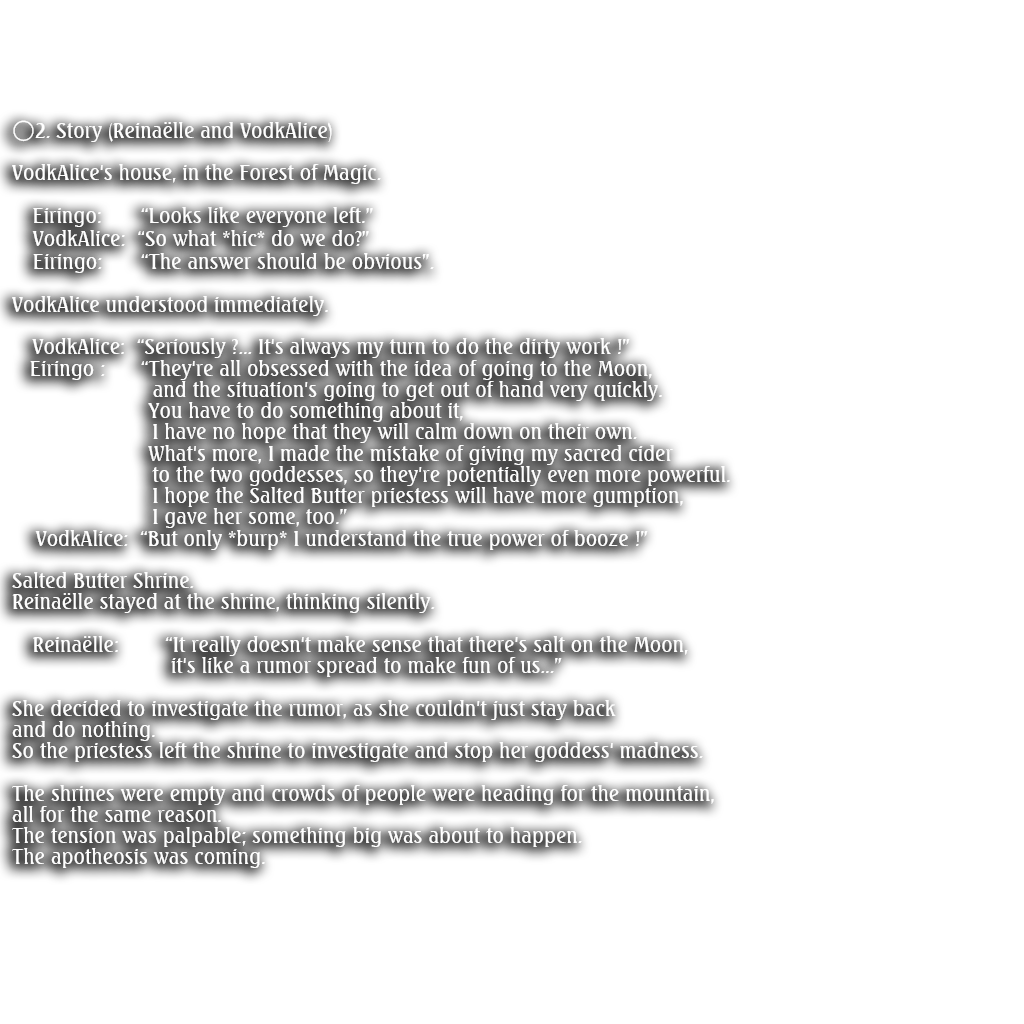 ◯2. Story (Reinaëlle and VodkAlice)
VodkAlice's house, in the Forest of Magic.
Eiringo: “Looks like everyone left.”
VodkAlice: “So what *hic* do we do?”
Eiringo: “The answer should be obvious”.
VodkAlice understood immediately.
VodkAlice: “Seriously ?... It's always my turn to do the dirty work !”
Eiringo : “They're all obsessed with the idea of going to the Moon,
and the situation's going to get out of hand very quickly.
You have to do something about it,
I have no hope that they will calm down on their own.
What's more, I made the mistake of giving my sacred cider
to the two goddesses, so they're potentially even more powerful.
I hope the Salted Butter priestess will have more gumption,
I gave her some, too.”
VodkAlice: “But only *burp* I understand the true power of booze !”
Salted Butter Shrine.
Reinaëlle stayed at the shrine, thinking silently.
Reinaëlle: “It really doesn't make sense that there's salt on the Moon,
it's like a rumor spread to make fun of us...”
She decided to investigate the rumor, as she couldn't just stay back
and do nothing.
So the priestess left the shrine to investigate and stop her goddess' madness.
The shrines were empty and crowds of people were heading for the mountain,
all for the same reason.
The tension was palpable; something big was about to happen.
The apotheosis was coming.